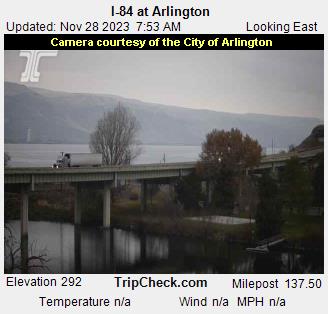 I-84 at Arlington
Updated: Nov 28 2023 7:53 AM Looking East
Camera courtesy of the City of Arlington
Elevation 292 TripCheck.com Milepost 137.50
Temperature n/a Wind n/a MPH n/a